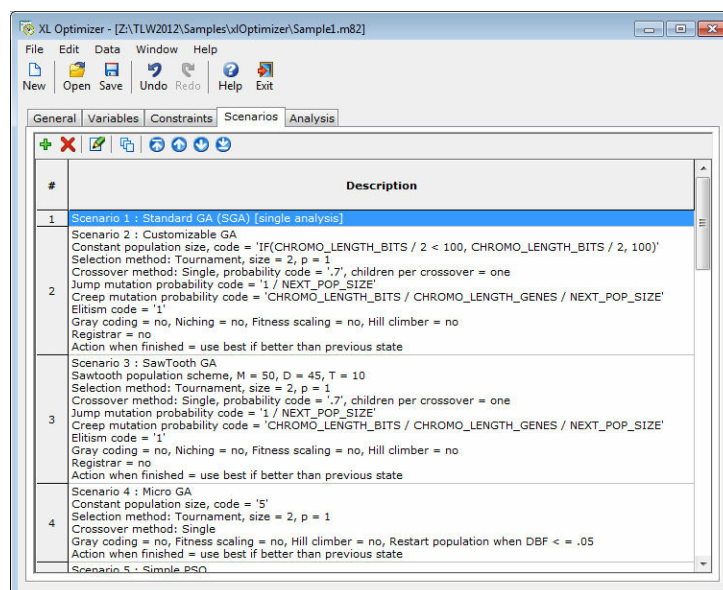 XL Optimizer - [Z:\TLW2012\Samples\xlOptimizer\Sample1.m82]
File Edit Data Window Help
New Open Save Undo Redo Help Exit
General Variables Constraints Scenarios Analysis
# Description
1 Scenario 1 : Standard GA (SGA) [single analysis]
Scenario 2 : Customizable GA
Constant population size, code = 'IF(CHROMO_LENGTH_BITS / 2 < 100, CHROMO_LENGTH_BITS / 2, 100)'
Selection method: Tournament, size = 2, p = 1
Crossover method: Single, probability code = '.7', children per crossover = one
2 Jump mutation probability code = '1 / NEXT_POP_SIZE'
Creep mutation probability code = 'CHROMO_LENGTH_BITS / CHROMO_LENGTH_GENES / NEXT_POP_SIZE'
Elitism code = '1'
Gray coding = no, Niching = no, Fitness scaling = no, Hill climber = no
Registrar = no
Action when finished = use best if better than previous state
Scenario 3 : SawTooth GA
Sawtooth population scheme, M = 50, D = 45, T = 10
Selection method: Tournament, size = 2, p = 1
Crossover method: Single, probability code = '.7', children per crossover = one
3 Jump mutation probability code = '1 / NEXT_POP_SIZE'
Creep mutation probability code = 'CHROMO_LENGTH_BITS / CHROMO_LENGTH_GENES / NEXT_POP_SIZE'
Elitism code = '1'
Gray coding = no, Niching = no, Fitness scaling = no, Hill climber = no
Registrar = no
Action when finished = use best if better than previous state
Scenario 4 : Micro GA
Constant population size, code = '5'
4 Selection method: Tournament, size = 2, p = 1
Crossover method: Single
Gray coding = no, Fitness scaling = no, Hill climber = no, Restart population when DBF < = .05
Action when finished = use best if better than previous state
Scenario 5 : Simple PSO